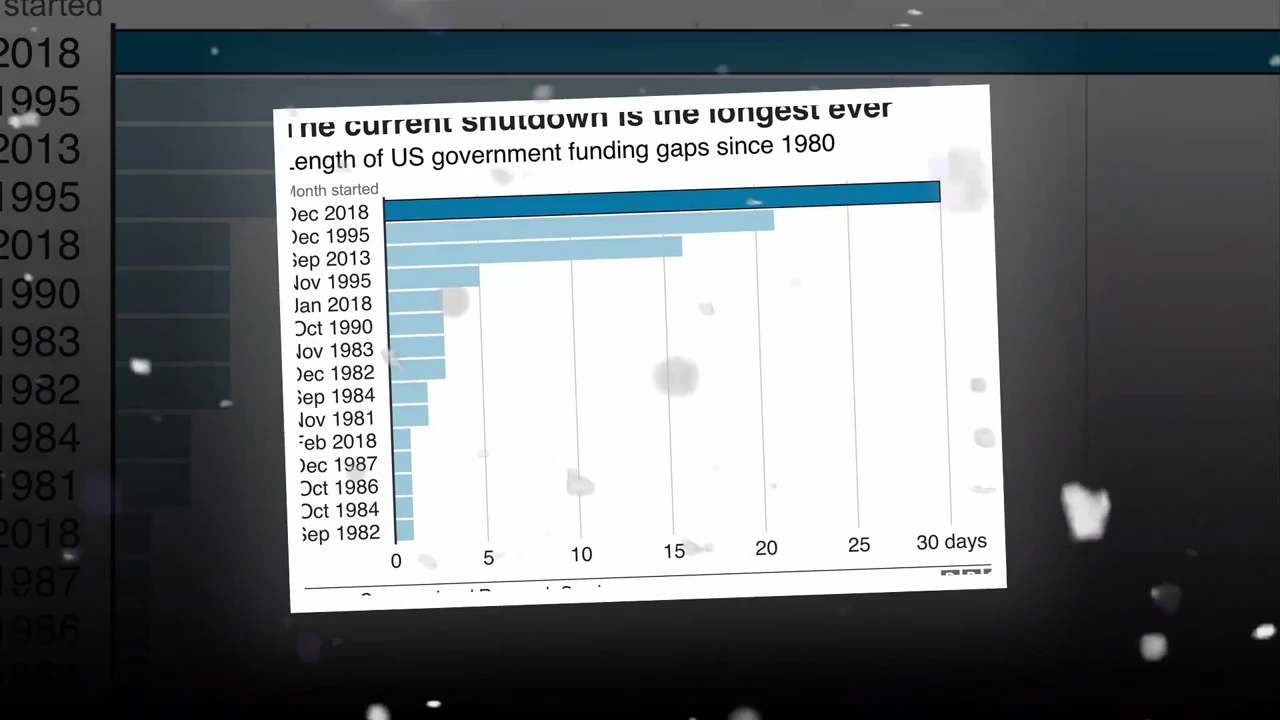 started
2018
1995
2013
1995
2018
1990
1983
1982
1984
1981
2018
1987
1986
The current shutdown is the longest ever
Length of US government funding gaps since 1980
Month started
Dec 2018
Dec 1995
Sep 2013
Nov 1995
Jan 2018
Oct 1990
Nov 1983
Dec 1982
Sep 1984
Nov 1981
Feb 2018
Dec 1987
Oct 1986
Oct 1984
Sep 1982
0 5 10 15 20 25 30 days